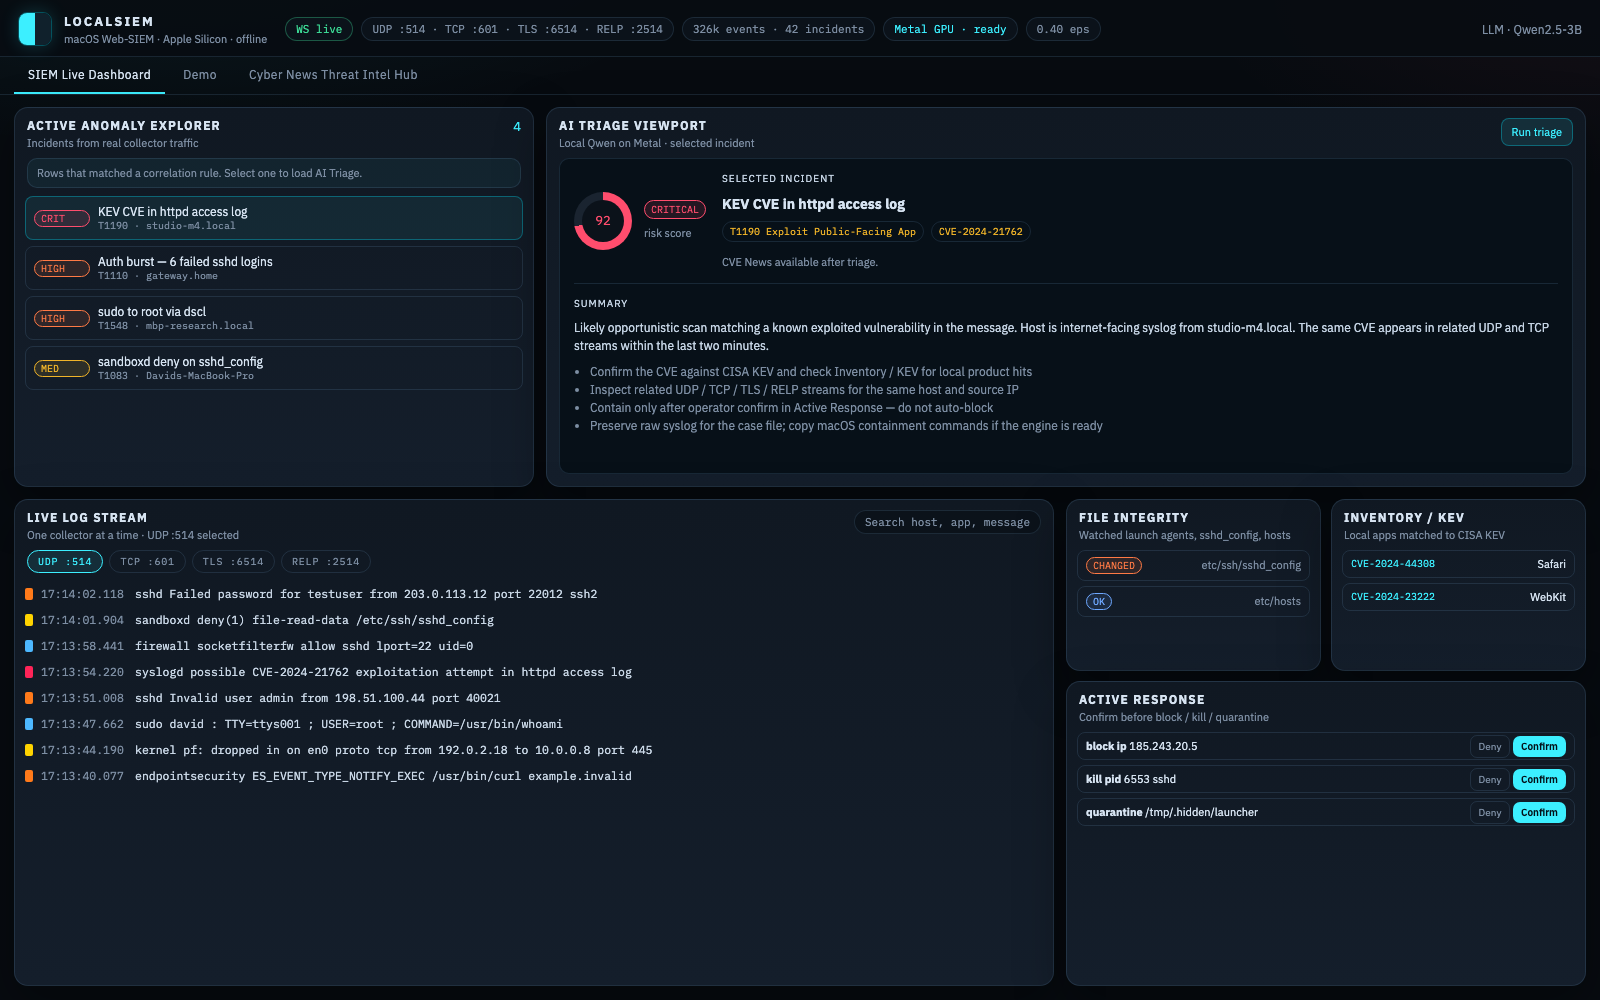 LOCALSIEM
macOS Web-SIEM · Apple Silicon · offline
WS live
UDP :514 · TCP :601 · TLS :6514 · RELP :2514
326k events · 42 incidents
Metal GPU · ready
0.40 eps
LLM · Qwen2.5-3B
SIEM Live Dashboard
Demo
Cyber News Threat Intel Hub
ACTIVE ANOMALY EXPLORER
4
Incidents from real collector traffic
Rows that matched a correlation rule. Select one to load AI Triage.
CRIT
KEV CVE in httpd access log
T1190 · studio-m4.local
HIGH
Auth burst — 6 failed sshd logins
T1110 · gateway.home
HIGH
sudo to root via dscl
T1548 · mbp-research.local
MED
sandboxd deny on sshd_config
T1083 · Davids-MacBook-Pro
AI TRIAGE VIEWPORT
Local Qwen on Metal · selected incident
Run triage
92
CRITICAL
risk score
SELECTED INCIDENT
KEV CVE in httpd access log
T1190 Exploit Public-Facing App
CVE-2024-21762
CVE News available after triage.
SUMMARY
Likely opportunistic scan matching a known exploited vulnerability in the message. Host is internet-facing syslog from studio-m4.local. The same CVE appears in related UDP and TCP
streams within the last two minutes.
• Confirm the CVE against CISA KEV and check Inventory / KEV for local product hits
• Inspect related UDP / TCP / TLS / RELP streams for the same host and source IP
• Contain only after operator confirm in Active Response — do not auto-block
• Preserve raw syslog for the case file; copy macOS containment commands if the engine is ready
LIVE LOG STREAM
One collector at a time · UDP :514 selected
Search host, app, message
UDP :514
TCP :601
TLS :6514
RELP :2514
17:14:02.118 sshd Failed password for testuser from 203.0.113.12 port 22012 ssh2
17:14:01.904 sandboxd deny(1) file-read-data /etc/ssh/sshd_config
17:13:58.441 firewall socketfilterfw allow sshd lport=22 uid=0
17:13:54.220 syslogd possible CVE-2024-21762 exploitation attempt in httpd access log
17:13:51.008 sshd Invalid user admin from 198.51.100.44 port 40021
17:13:47.662 sudo david : TTY=ttys001 ; USER=root ; COMMAND=/usr/bin/whoami
17:13:44.190 kernel pf: dropped in on en0 proto tcp from 192.0.2.18 to 10.0.0.8 port 445
17:13:40.077 endpointsecurity ES_EVENT_TYPE_NOTIFY_EXEC /usr/bin/curl example.invalid
FILE INTEGRITY
Watched launch agents, sshd_config, hosts
CHANGED etc/ssh/sshd_config
OK etc/hosts
INVENTORY / KEV
Local apps matched to CISA KEV
CVE-2024-44308 Safari
CVE-2024-23222 WebKit
ACTIVE RESPONSE
Confirm before block / kill / quarantine
block ip 185.243.20.5 Deny Confirm
kill pid 6553 sshd Deny Confirm
quarantine /tmp/.hidden/launcher Deny Confirm